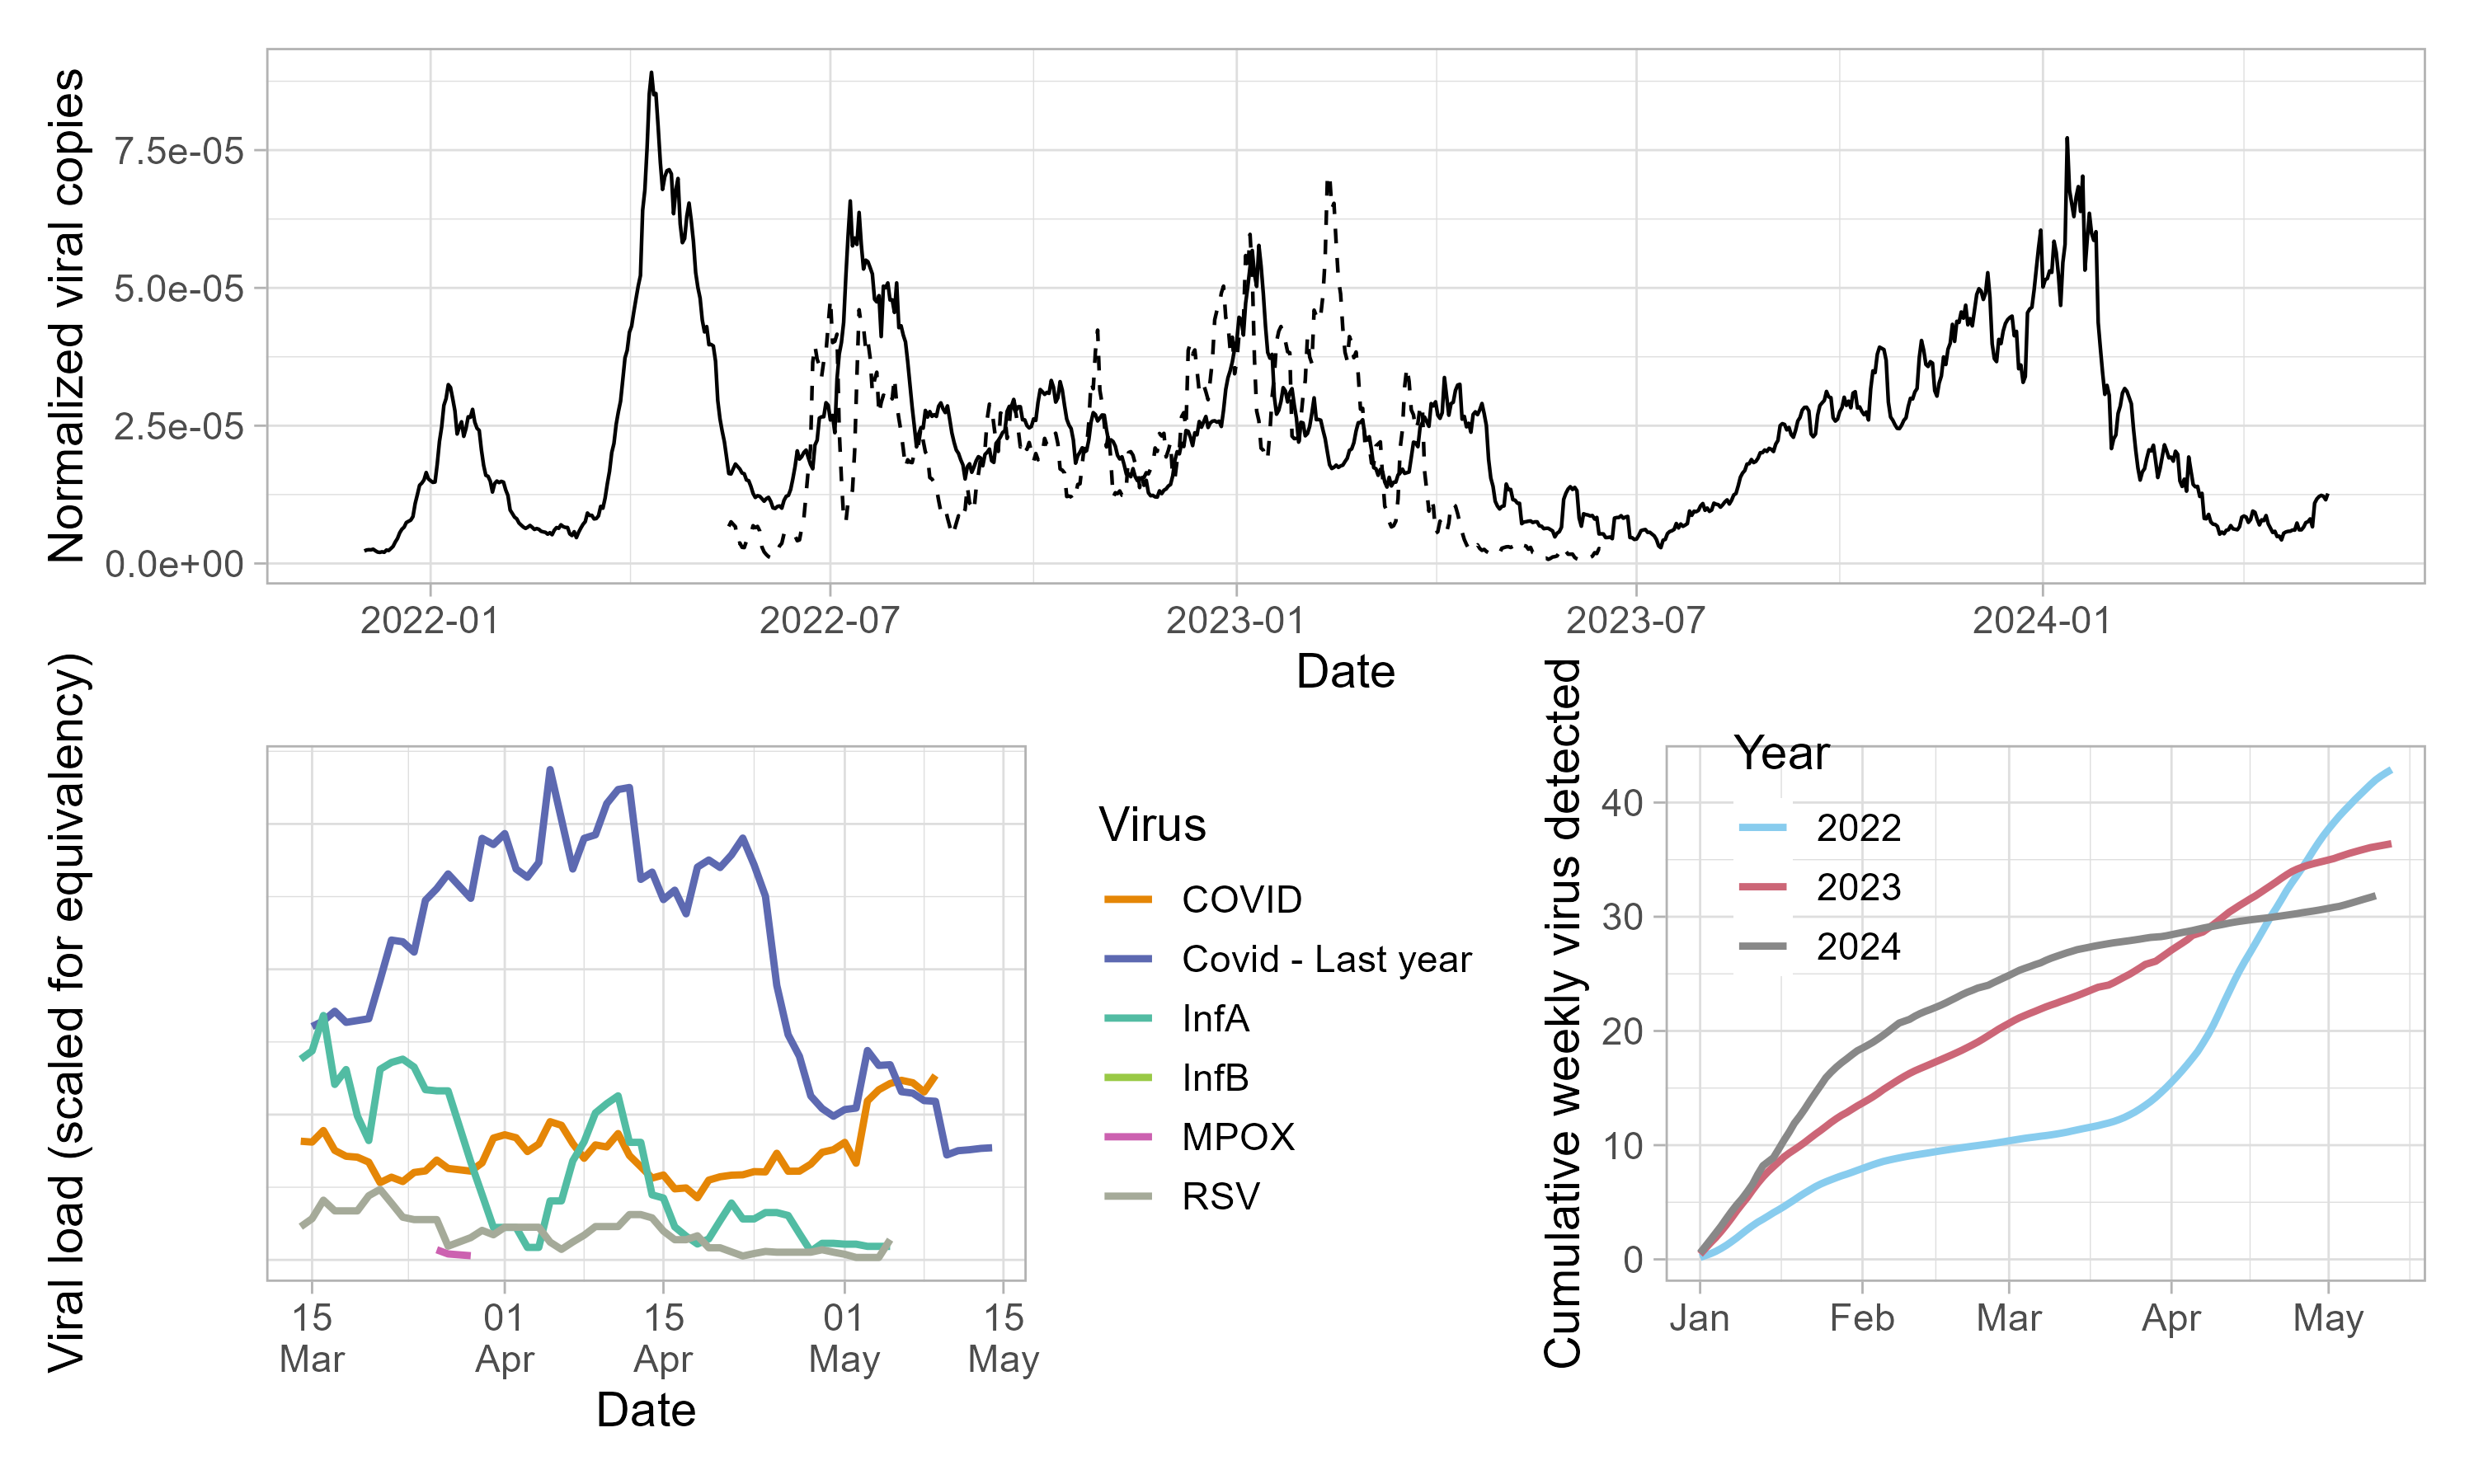 Normalized viral copies
7.5e-05
5.0e-05
2.5e-05
0.0e+00
2022-01
2022-07
2023-01
2023-07
2024-01
Date
Viral load (scaled for equivalency)
15
Mar
01
Apr
15
Apr
01
May
15
May
Date
Virus
COVID
Covid - Last year
InfA
InfB
MPOX
RSV
Cumulative weekly virus detected
40
30
20
10
0
Year
2022
2023
2024
Jan
Feb
Mar
Apr
May